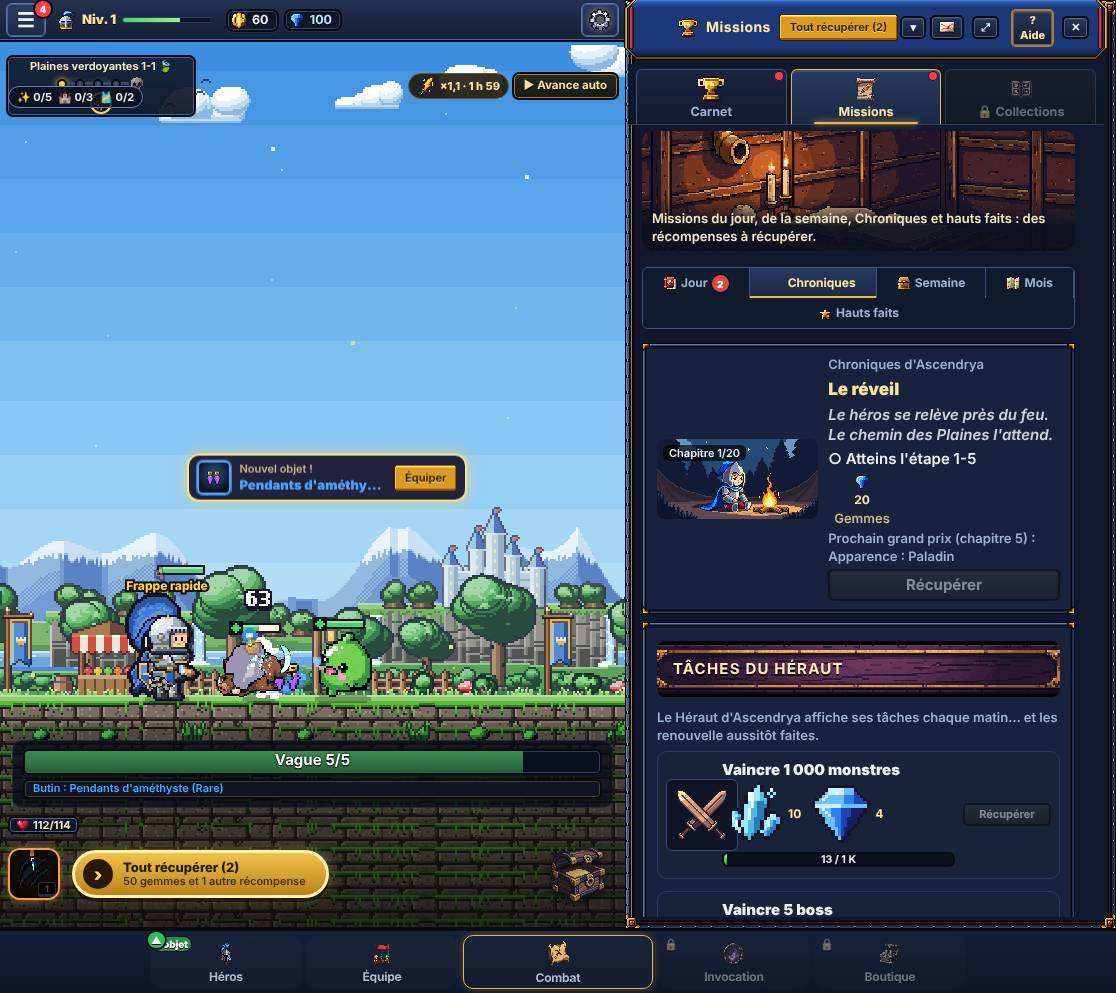 4
Niv. 1
60
100
Plaines verdoyantes 1-1
0/5
0/3
0/2
×1,1 · 1 h 59
Avance auto
Nouvel objet !
Pendants d'améthy…
Équiper
Frappe rapide
63
Vague 5/5
Butin : Pendants d'améthyste (Rare)
112/114
1
Tout récupérer (2)
50 gemmes et 1 autre récompense
objet
Héros
Équipe
Combat
Invocation
Boutique
Missions
Tout récupérer (2)
?
Aide
Carnet
Missions
Collections
Missions du jour, de la semaine, Chroniques et hauts faits : des
récompenses à récupérer.
Jour 2
Chroniques
Semaine
Mois
Hauts faits
Chapitre 1/20
Chroniques d'Ascendrya
Le réveil
Le héros se relève près du feu.
Le chemin des Plaines l'attend.
Atteins l'étape 1-5
20
Gemmes
Prochain grand prix (chapitre 5) :
Apparence : Paladin
Récupérer
TÂCHES DU HÉRAUT
Le Héraut d'Ascendrya affiche ses tâches chaque matin… et les
renouvelle aussitôt faites.
Vaincre 1 000 monstres
10
4
Récupérer
13 / 1 K
Vaincre 5 boss